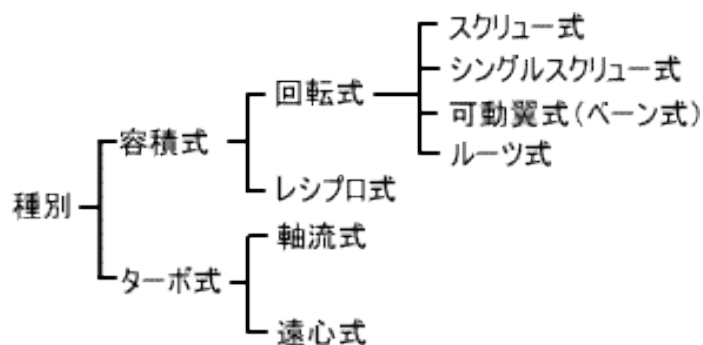 種別
容積式
回転式
スクリュー式
シングルスクリュー式
可動翼式(ベーン式)
ルーツ式
レシプロ式
ターボ式
軸流式
遠心式